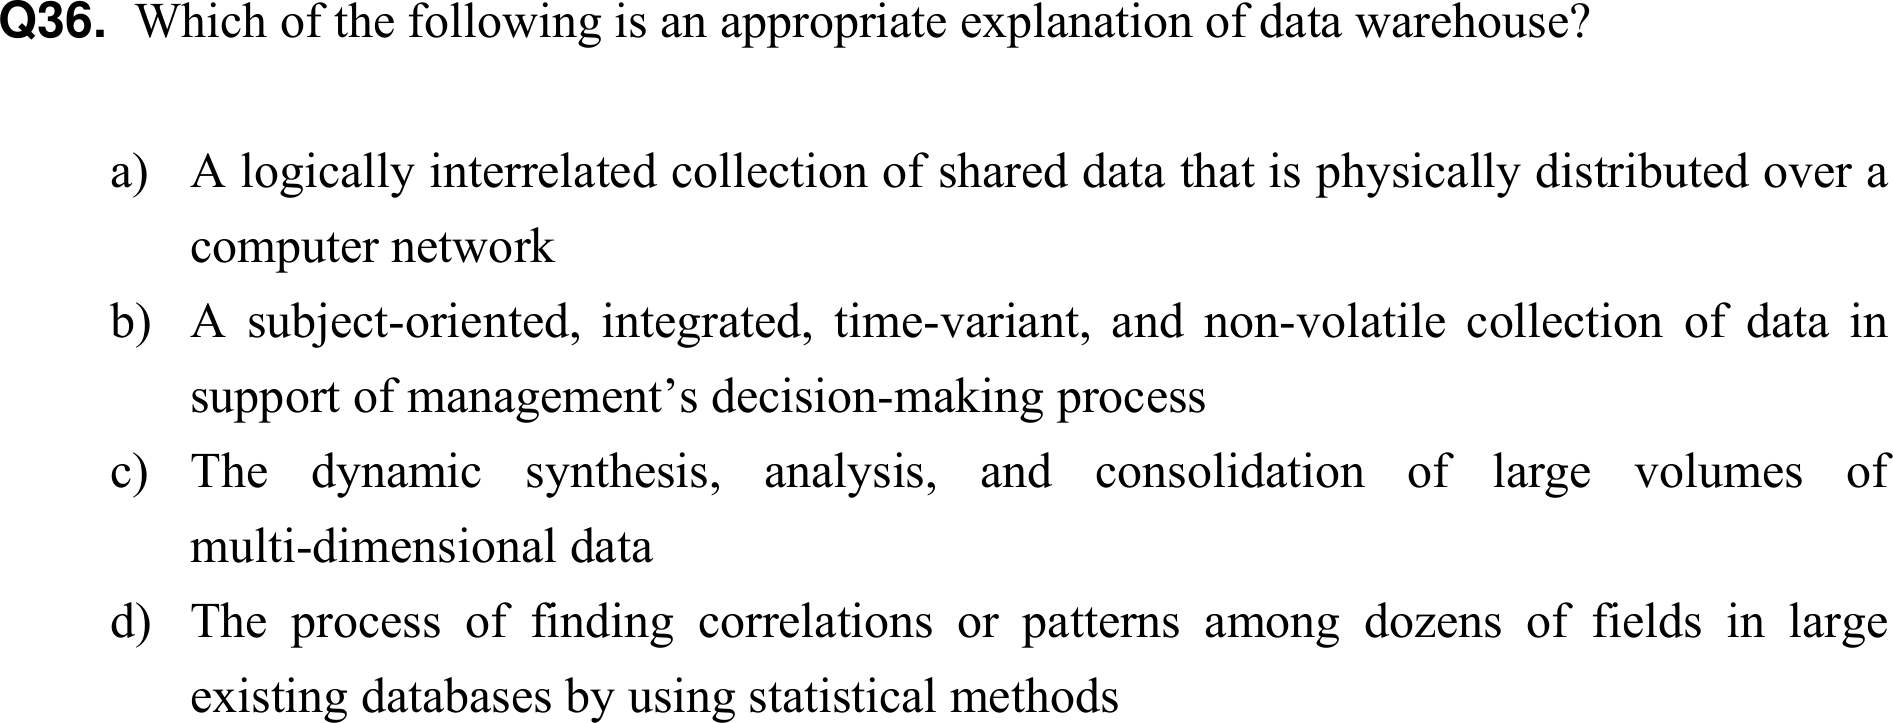 Q36. Which of the following is an appropriate explanation of data warehouse?
a) A logically interrelated collection of shared data that is physically distributed over a
computer network
b) A subject-oriented, integrated, time-variant, and non-volatile collection of data in
support of management’s decision-making process
c) The dynamic synthesis, analysis, and consolidation of large volumes of
multi-dimensional data
d) The process of finding correlations or patterns among dozens of fields in large
existing databases by using statistical methods